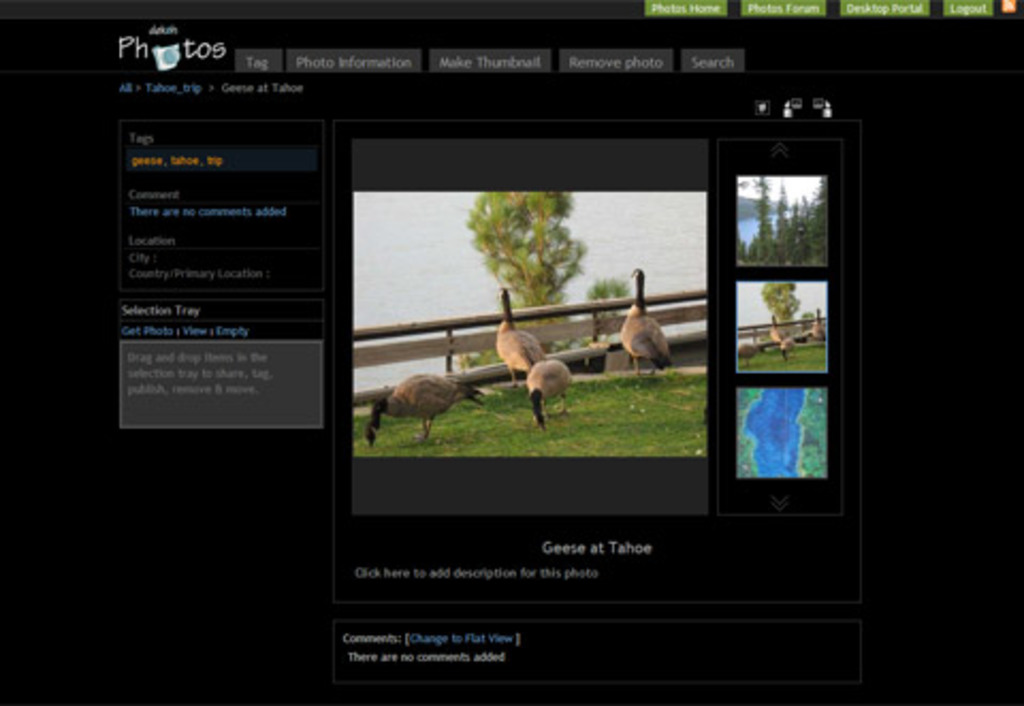 Photos Home Photos Forum Desktop Portal Logout
dekoh
Photos
Tag Photo Information Make Thumbnail Remove photo Search
All > Tahoe_trip > Geese at Tahoe
Tags
geese, tahoe, trip
Comment
There are no comments added
Location
City :
Country/Primary Location :
Selection Tray
Get Photo | View | Empty
Drag and drop items in the
selection tray to share, tag,
publish, remove & move.
Geese at Tahoe
Click here to add description for this photo
Comments: [Change to Flat View]
There are no comments added